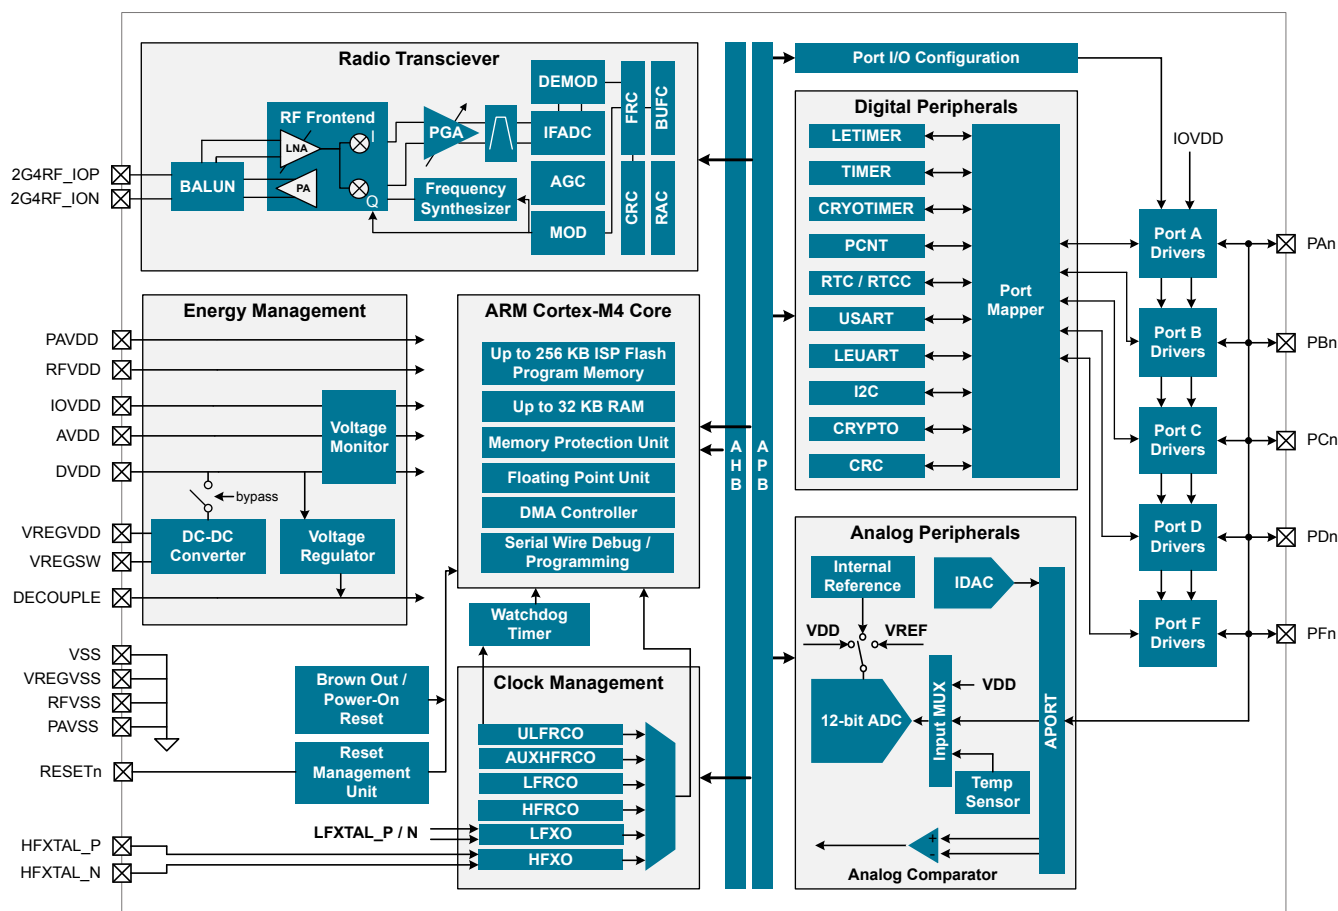 Radio Transciever
RF Frontend
LNA
PA
I
Q
BALUN
2G4RF_IOP
2G4RF_ION
PGA
DEMOD
IFADC
AGC
MOD
Frequency
Synthesizer
FRC
BUFC
CRC
RAC
Energy Management
PAVDD
RFVDD
IOVDD
AVDD
DVDD
VREGVDD
VREGSW
DECOUPLE
Voltage
Monitor
bypass
DC-DC
Converter
Voltage
Regulator
VSS
VREGVSS
RFVSS
PAVSS
RESETn
HFXTAL_P
HFXTAL_N
Brown Out /
Power-On
Reset
Reset
Management
Unit
ARM Cortex-M4 Core
Up to 256 KB ISP Flash
Program Memory
Up to 32 KB RAM
Memory Protection Unit
Floating Point Unit
DMA Controller
Serial Wire Debug /
Programming
Watchdog
Timer
Clock Management
ULFRCO
AUXHFRCO
LFRCO
HFRCO
LFXO
HFXO
LFXTAL_P / N
AHB
APB
Port I/O Configuration
Digital Peripherals
LETIMER
TIMER
CRYOTIMER
PCNT
RTC / RTCC
USART
LEUART
I2C
CRYPTO
CRC
Port
Mapper
Analog Peripherals
Internal
Reference
IDAC
VDD
VREF
12-bit ADC
Input MUX
VDD
Temp
Sensor
APORT
+
-
Analog Comparator
IOVDD
Port A
Drivers
Port B
Drivers
Port C
Drivers
Port D
Drivers
Port F
Drivers
PAn
PBn
PCn
PDn
PFn